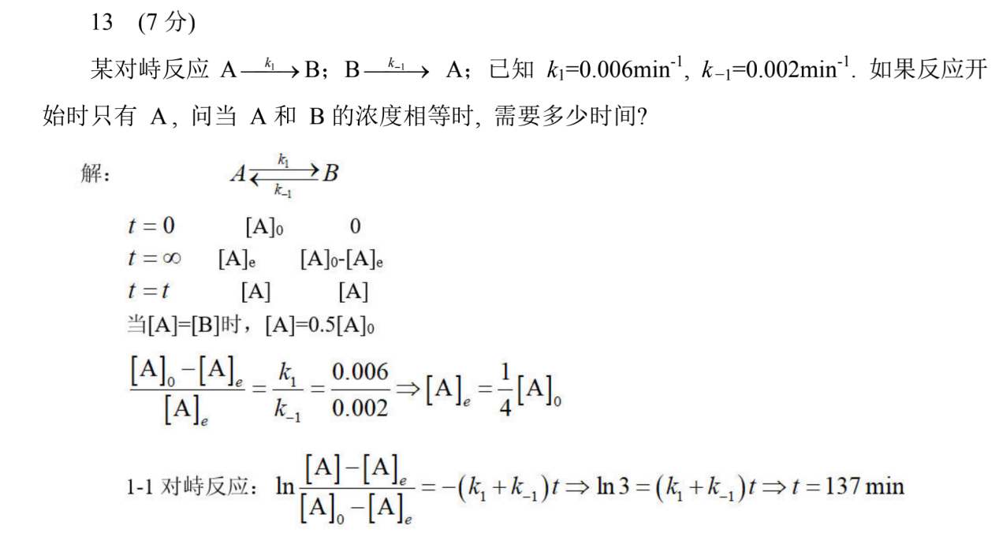 13 (7 分)
某对峙反应 A —k₁→ B；B —k₋₁→ A；已知 k₁=0.006min⁻¹, k₋₁=0.002min⁻¹. 如果反应开
始时只有 A , 问当 A 和 B 的浓度相等时, 需要多少时间?
解： A ⇄ B (k₁, k₋₁)
t = 0 [A]₀ 0
t = ∞ [A]ₑ [A]₀-[A]ₑ
t = t [A] [A]
当[A]=[B]时，[A]=0.5[A]₀
([A]₀ − [A]ₑ)/[A]ₑ = k₁/k₋₁ = 0.006/0.002 ⇒ [A]ₑ = 1/4 [A]₀
1-1 对峙反应： ln ([A]−[A]ₑ)/([A]₀−[A]ₑ) = −(k₁ + k₋₁)t ⇒ ln 3 = (k₁ + k₋₁)t ⇒ t = 137 min